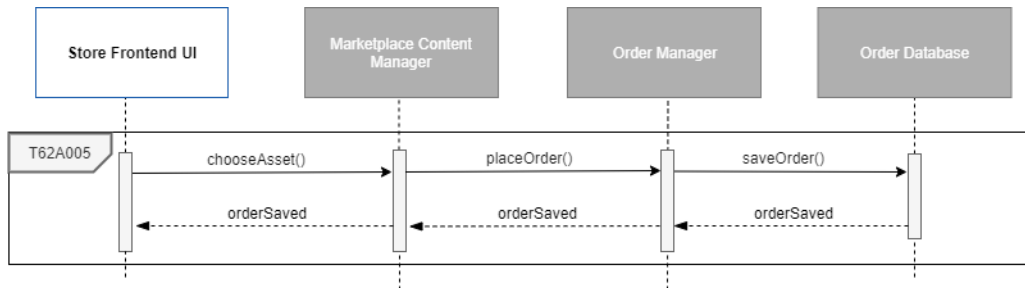 Store Frontend UI
Marketplace Content
Manager
Order Manager
Order Database
T62A005
chooseAsset()
placeOrder()
saveOrder()
orderSaved
orderSaved
orderSaved